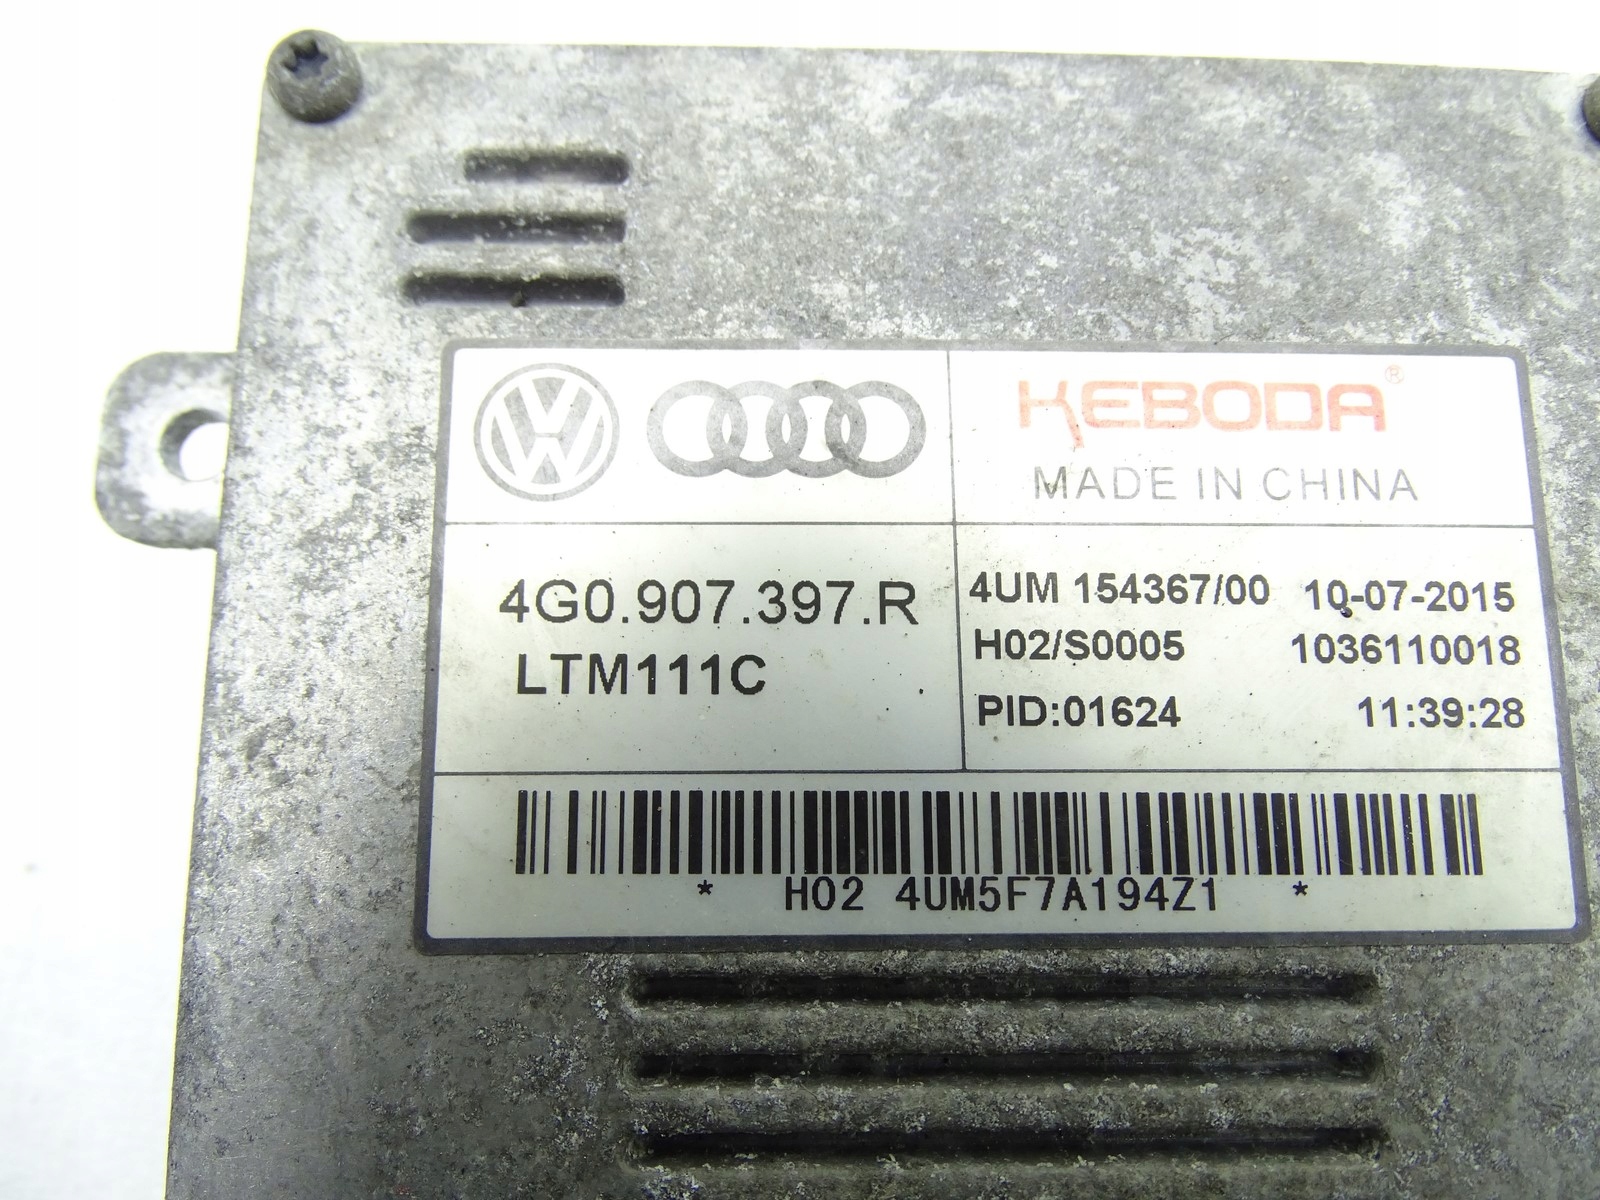 KEBODA®
MADE IN CHINA
4G0.907.397.R
LTM111C
4UM 154367/00 10-07-2015
H02/S0005 1036110018
PID:01624 11:39:28
* H02 4UM5F7A194Z1 *